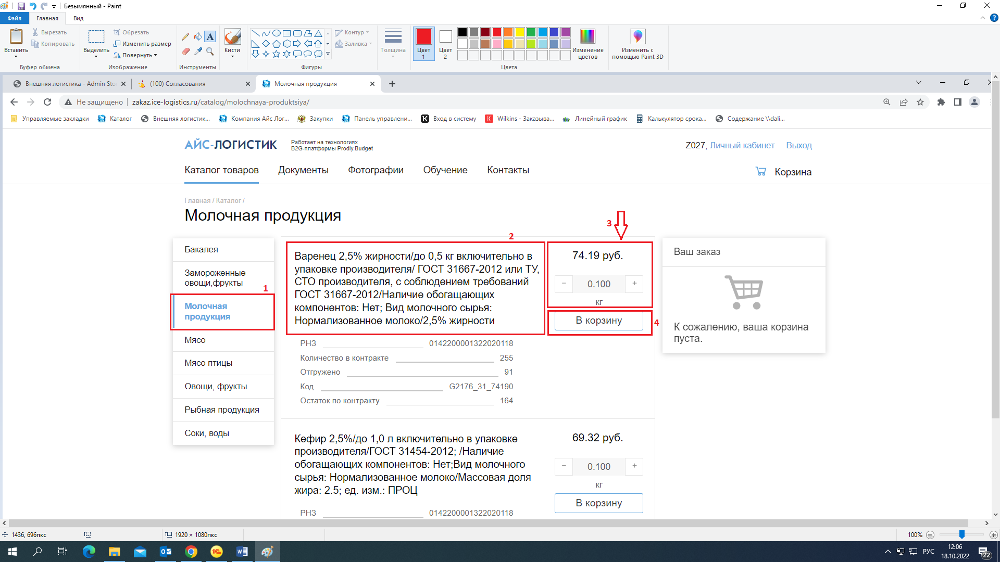 Безымянный - Paint
Файл
Главная
Вид
Вставить
Вырезать
Копировать
Буфер обмена
Выделить
Обрезать
Изменить размер
Повернуть
Изображение
A
Инструменты
Кисти
Фигуры
Контур
Заливка
Толщина
Цвет
1
Цвет
2
Цвета
Изменение
цветов
Изменить с
помощью Paint 3D
Внешняя логистика - Admin Sto
(100) Согласования
Молочная продукция
Не защищено
zakaz.ice-logistics.ru/catalog/molochnaya-produktsiya/
Управляемые закладки
Каталог
Внешняя логистик...
Компания Айс Лог...
Закупки
Панель управлени...
Вход в систему
Wilkins - Заказыва...
Линейный график
Калькулятор срока...
Содержание \\dali...
АЙС-ЛОГИСТИК
Работает на технологиях
B2G-платформы Prodly.Budget
Z027, Личный кабинет
Выход
Каталог товаров
Документы
Фотографии
Обучение
Контакты
Корзина
Главная / Каталог /
Молочная продукция
Бакалея
Замороженные
овощи,фрукты
1
Молочная
продукция
Мясо
Мясо птицы
Овощи, фрукты
Рыбная продукция
Соки, воды
2
Варенец 2,5% жирности/до 0,5 кг включительно в
упаковке производителя/ ГОСТ 31667-2012 или ТУ,
СТО производителя, с соблюдением требований
ГОСТ 31667-2012/Наличие обогащающих
компонентов: Нет; Вид молочного сырья:
Нормализованное молоко/2,5% жирности
3
74.19 руб.
− 0.100 +
кг
В корзину
4
РНЗ 0142200001322020118
Количество в контракте 255
Отгружено 91
Код G2176_31_74190
Остаток по контракту 164
Кефир 2,5%/до 1,0 л включительно в упаковке
производителя/ГОСТ 31454-2012; /Наличие
обогащающих компонентов: Нет;Вид молочного
сырья: Нормализованное молоко/Массовая доля
жира: 2.5; ед. изм.: ПРОЦ
69.32 руб.
− 0.100 +
кг
В корзину
РНЗ 0142200001322020118
Ваш заказ
К сожалению, ваша корзина
пуста.
1436, 696пкс
1920 × 1080пкс
100%
РУС
12:06
18.10.2022
22